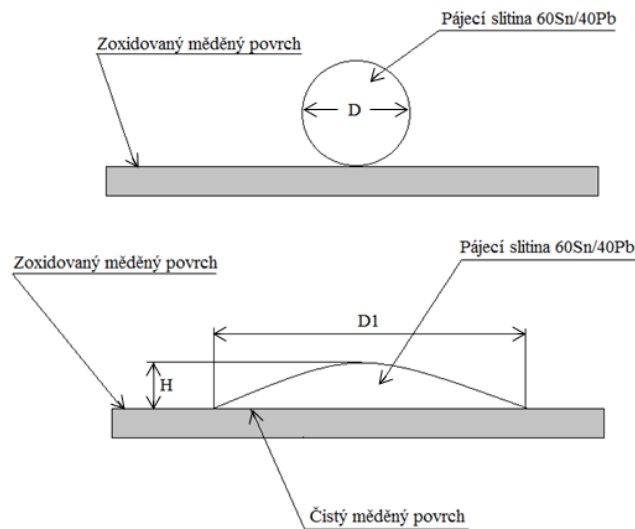 Pájecí slitina 60Sn/40Pb
Zoxidovaný měděný povrch
D
Zoxidovaný měděný povrch
Pájecí slitina 60Sn/40Pb
D1
H
Čistý měděný povrch